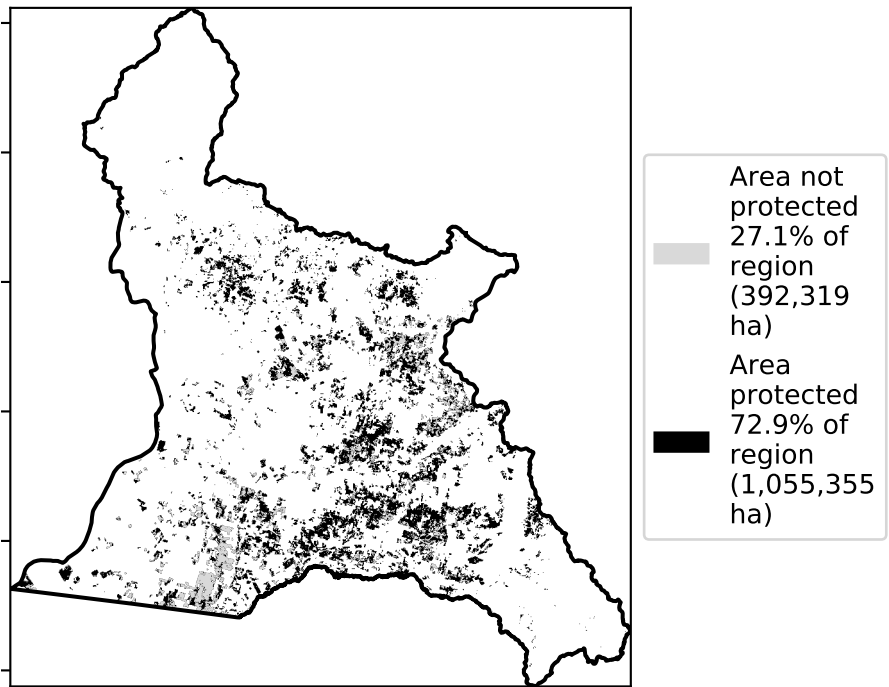 Area not
protected
27.1% of
region
(392,319
ha)
Area
protected
72.9% of
region
(1,055,355
ha)